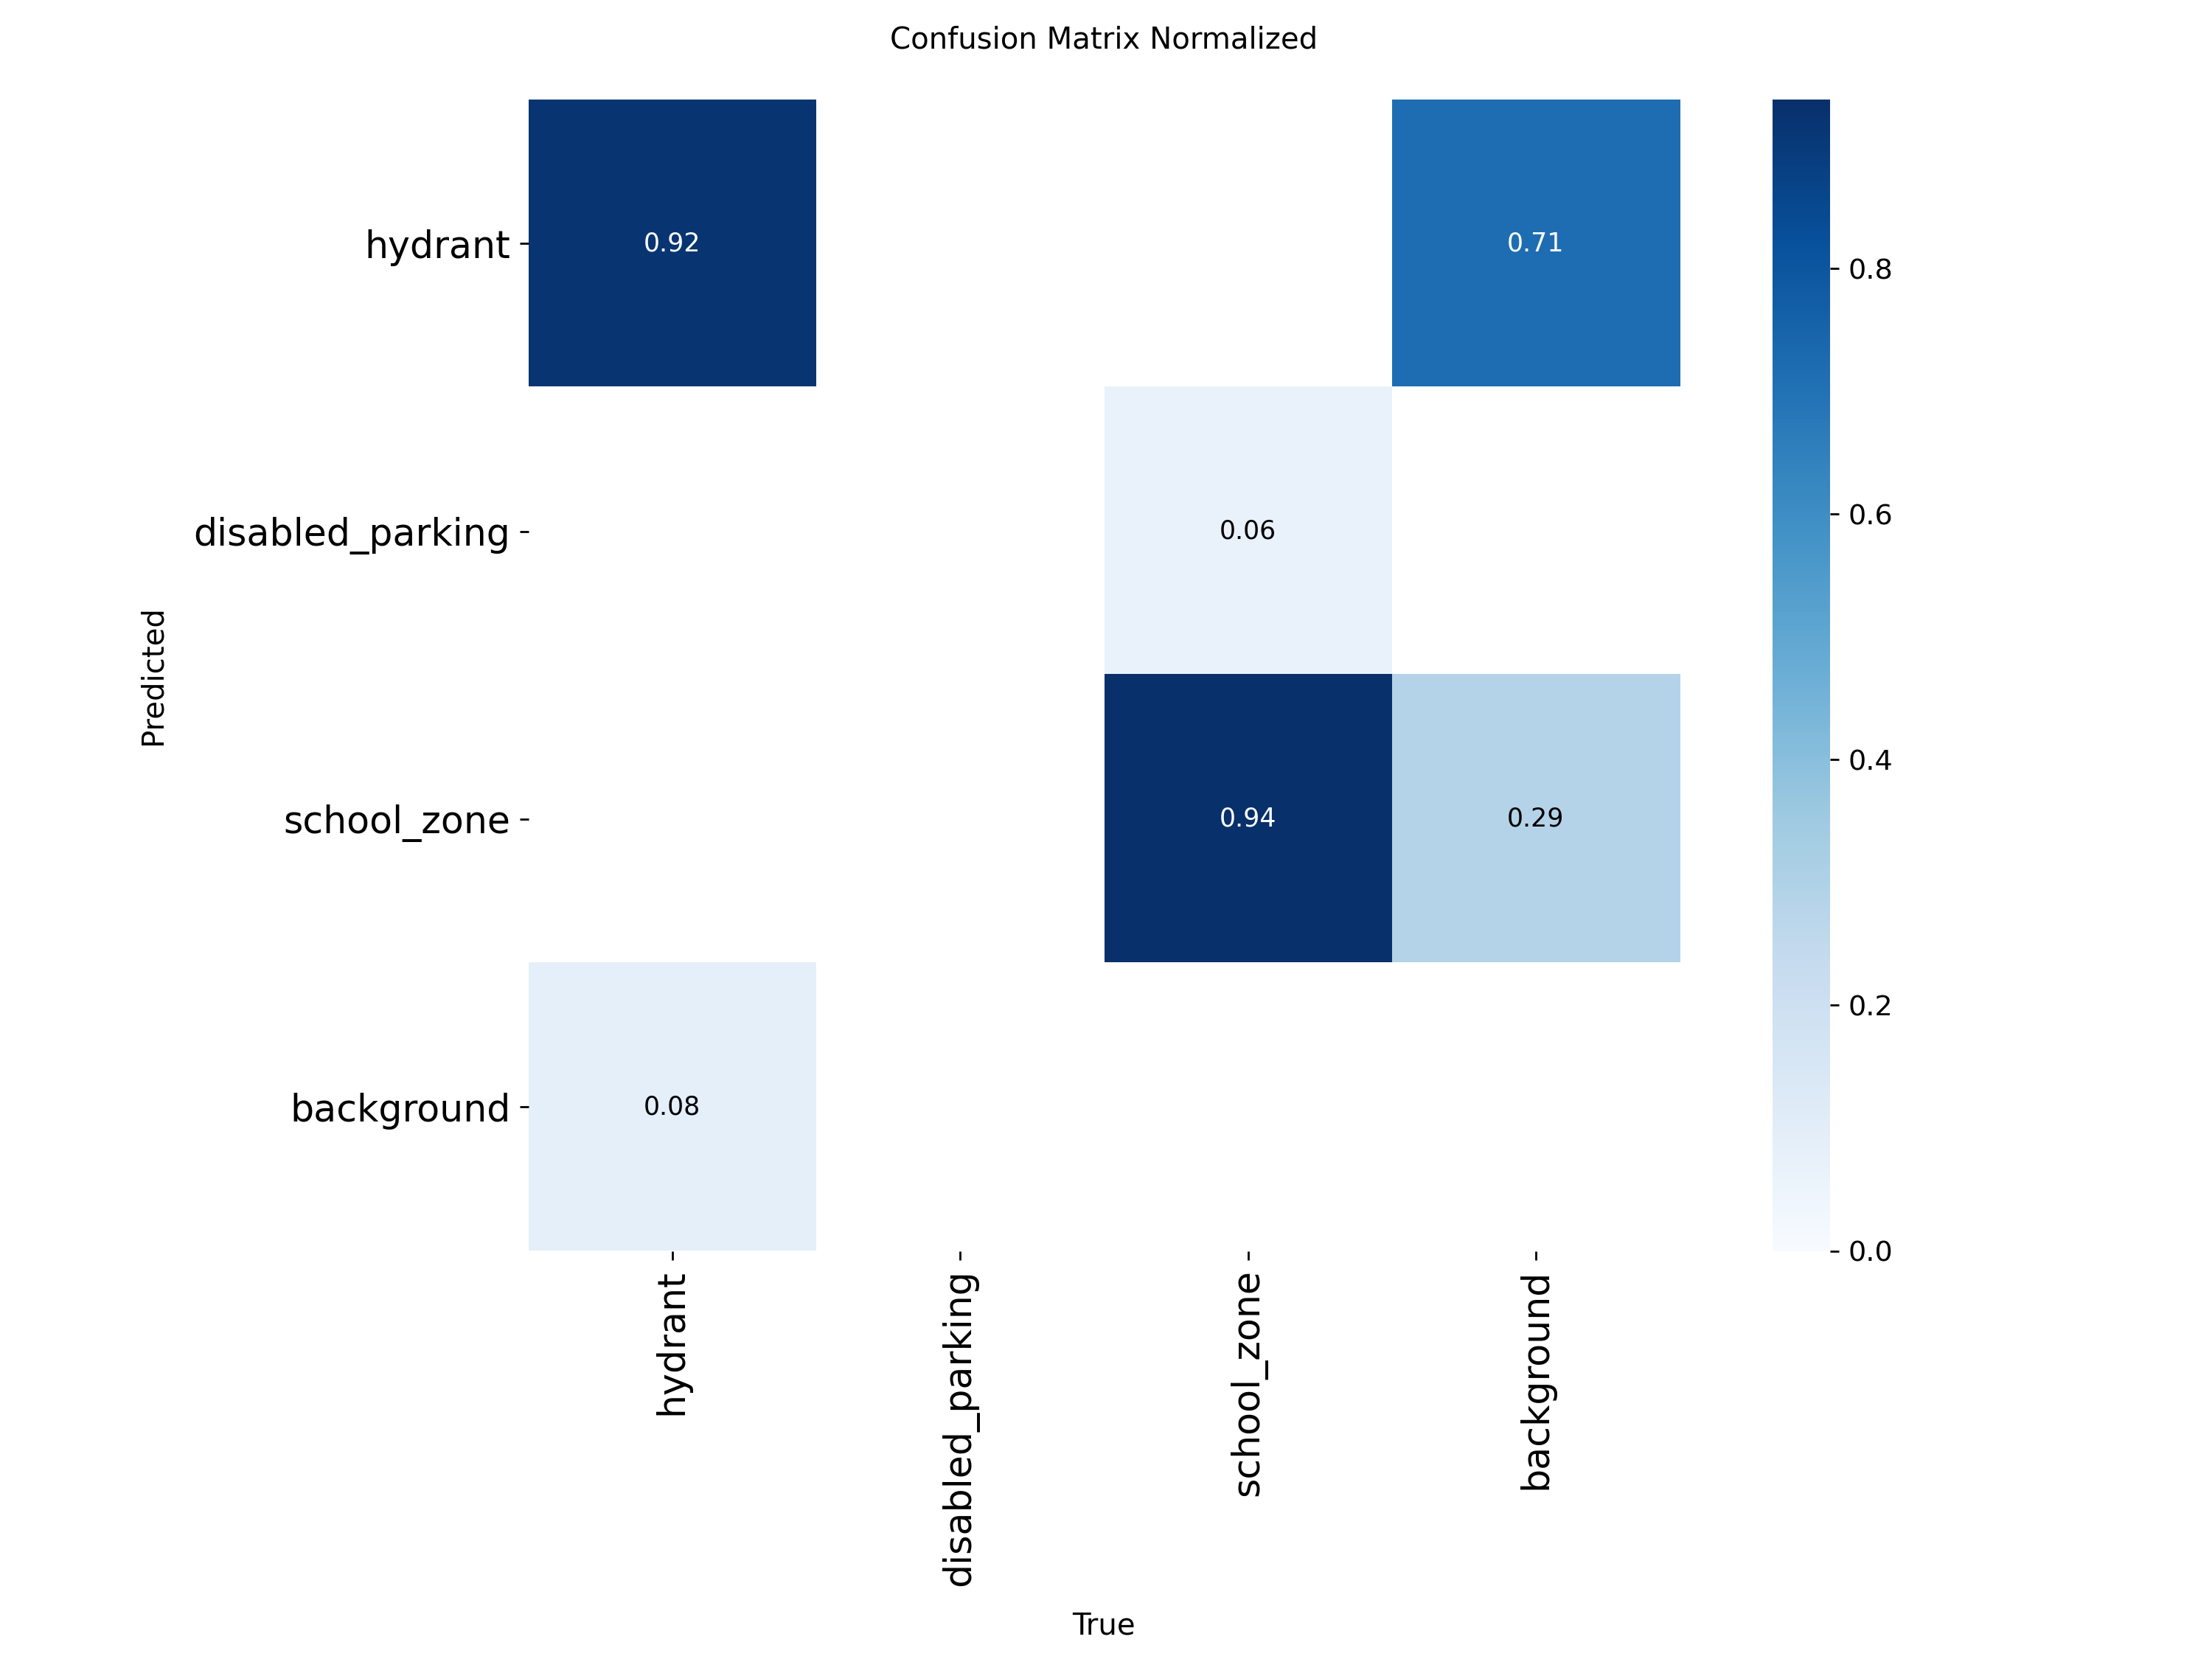 Confusion Matrix Normalized
hydrant
0.92
0.71
0.8
disabled_parking
0.06
0.6
Predicted
school_zone
0.94
0.29
0.4
background
0.08
0.2
0.0
hydrant
disabled_parking
school_zone
background
True